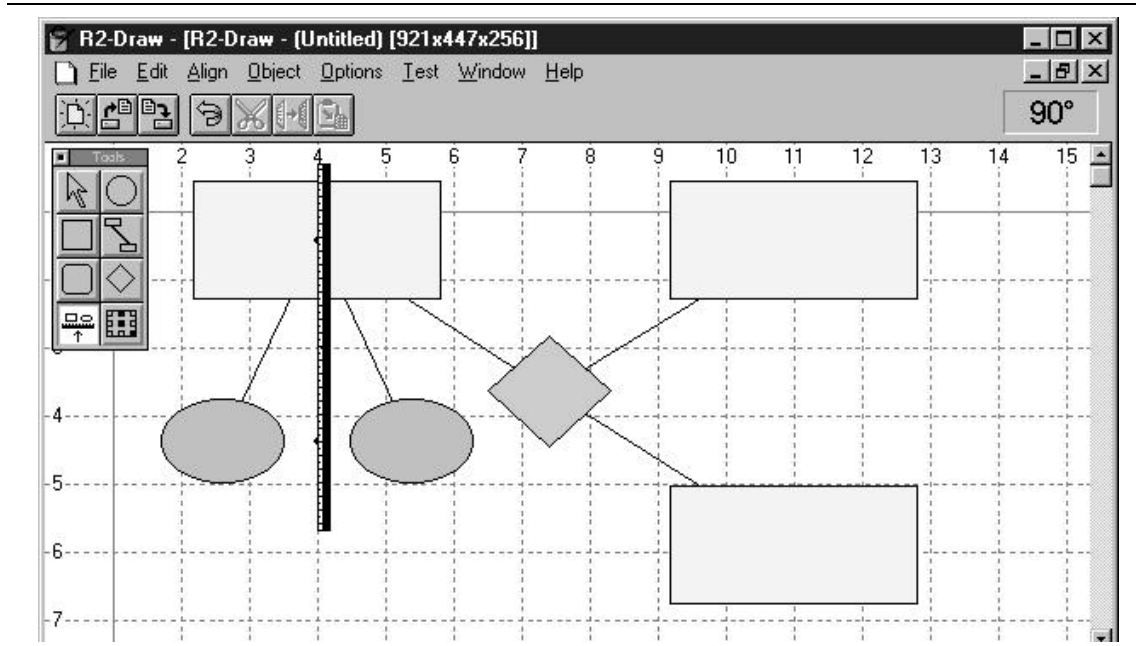 R2-Draw - [R2-Draw - (Untitled) [921x447x256]]
File Edit Align Object Options Test Window Help
90°
Tools 2 3 4 5 6 7 8 9 10 11 12 13 14 15
4
5
6
7